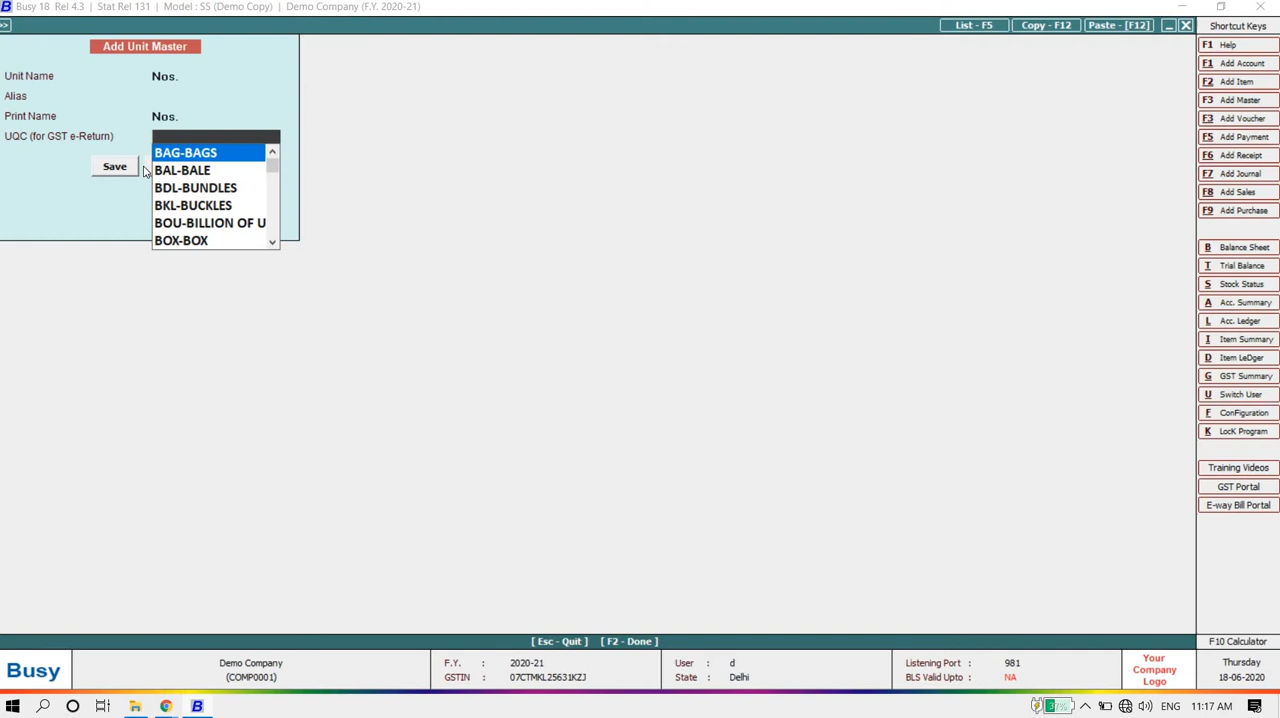 Busy 18 Rel 4.3 | Stat Rel 131 | - Model : SS (Demo Copy) | Demo Company (F.Y. 2020-21)
>>
List - F5
Copy - F12
Paste - [F12]
Shortcut Keys
Add Unit Master
Unit Name Nos.
Alias
Print Name Nos.
UQC (for GST e-Return)
Save
BAG-BAGS
BAL-BALE
BDL-BUNDLES
BKL-BUCKLES
BOU-BILLION OF U
BOX-BOX
F1 Help
F1 Add Account
F2 Add Item
F3 Add Master
F3 Add Voucher
F5 Add Payment
F6 Add Receipt
F7 Add Journal
F8 Add Sales
F9 Add Purchase
B Balance Sheet
T Trial Balance
S Stock Status
A Acc. Summary
L Acc. Ledger
I Item Summary
D Item LeDger
G GST Summary
U Switch User
F ConFiguration
K LocK Program
Training Videos
GST Portal
E-way Bill Portal
[ Esc - Quit ] [ F2 - Done ]
F10 Calculator
Busy
Demo Company
(COMP0001)
F.Y. : 2020-21
GSTIN : 07CTMKL25631KZJ
User : d
State : Delhi
Listening Port : 981
BLS Valid Upto : NA
Your
Company
Logo
Thursday
18-06-2020
37%
ENG
11:17 AM